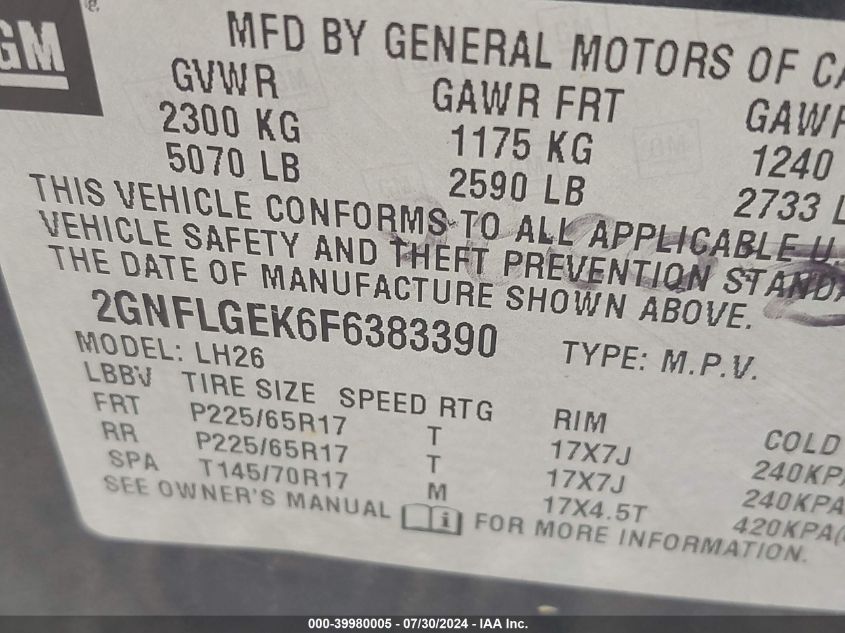 GM
MFD BY GENERAL MOTORS OF CA
GVWR GAWR FRT GAWR
2300 KG 1175 KG 1240
5070 LB 2590 LB 2733 L
THIS VEHICLE CONFORMS TO ALL APPLICABLE U.
VEHICLE SAFETY AND THEFT PREVENTION STANDA
THE DATE OF MANUFACTURE SHOWN ABOVE.
2GNFLGEK6F6383390 TYPE: M.P.V.
MODEL: LH26
LBBV TIRE SIZE SPEED RTG RIM COLD
FRT P225/65R17 T 17X7J 240KPA
RR P225/65R17 T 17X7J 240KPA
SPA T145/70R17 M 17X4.5T 420KPA(
SEE OWNER'S MANUAL FOR MORE INFORMATION.
000-39980005 - 07/30/2024 - IAA Inc.